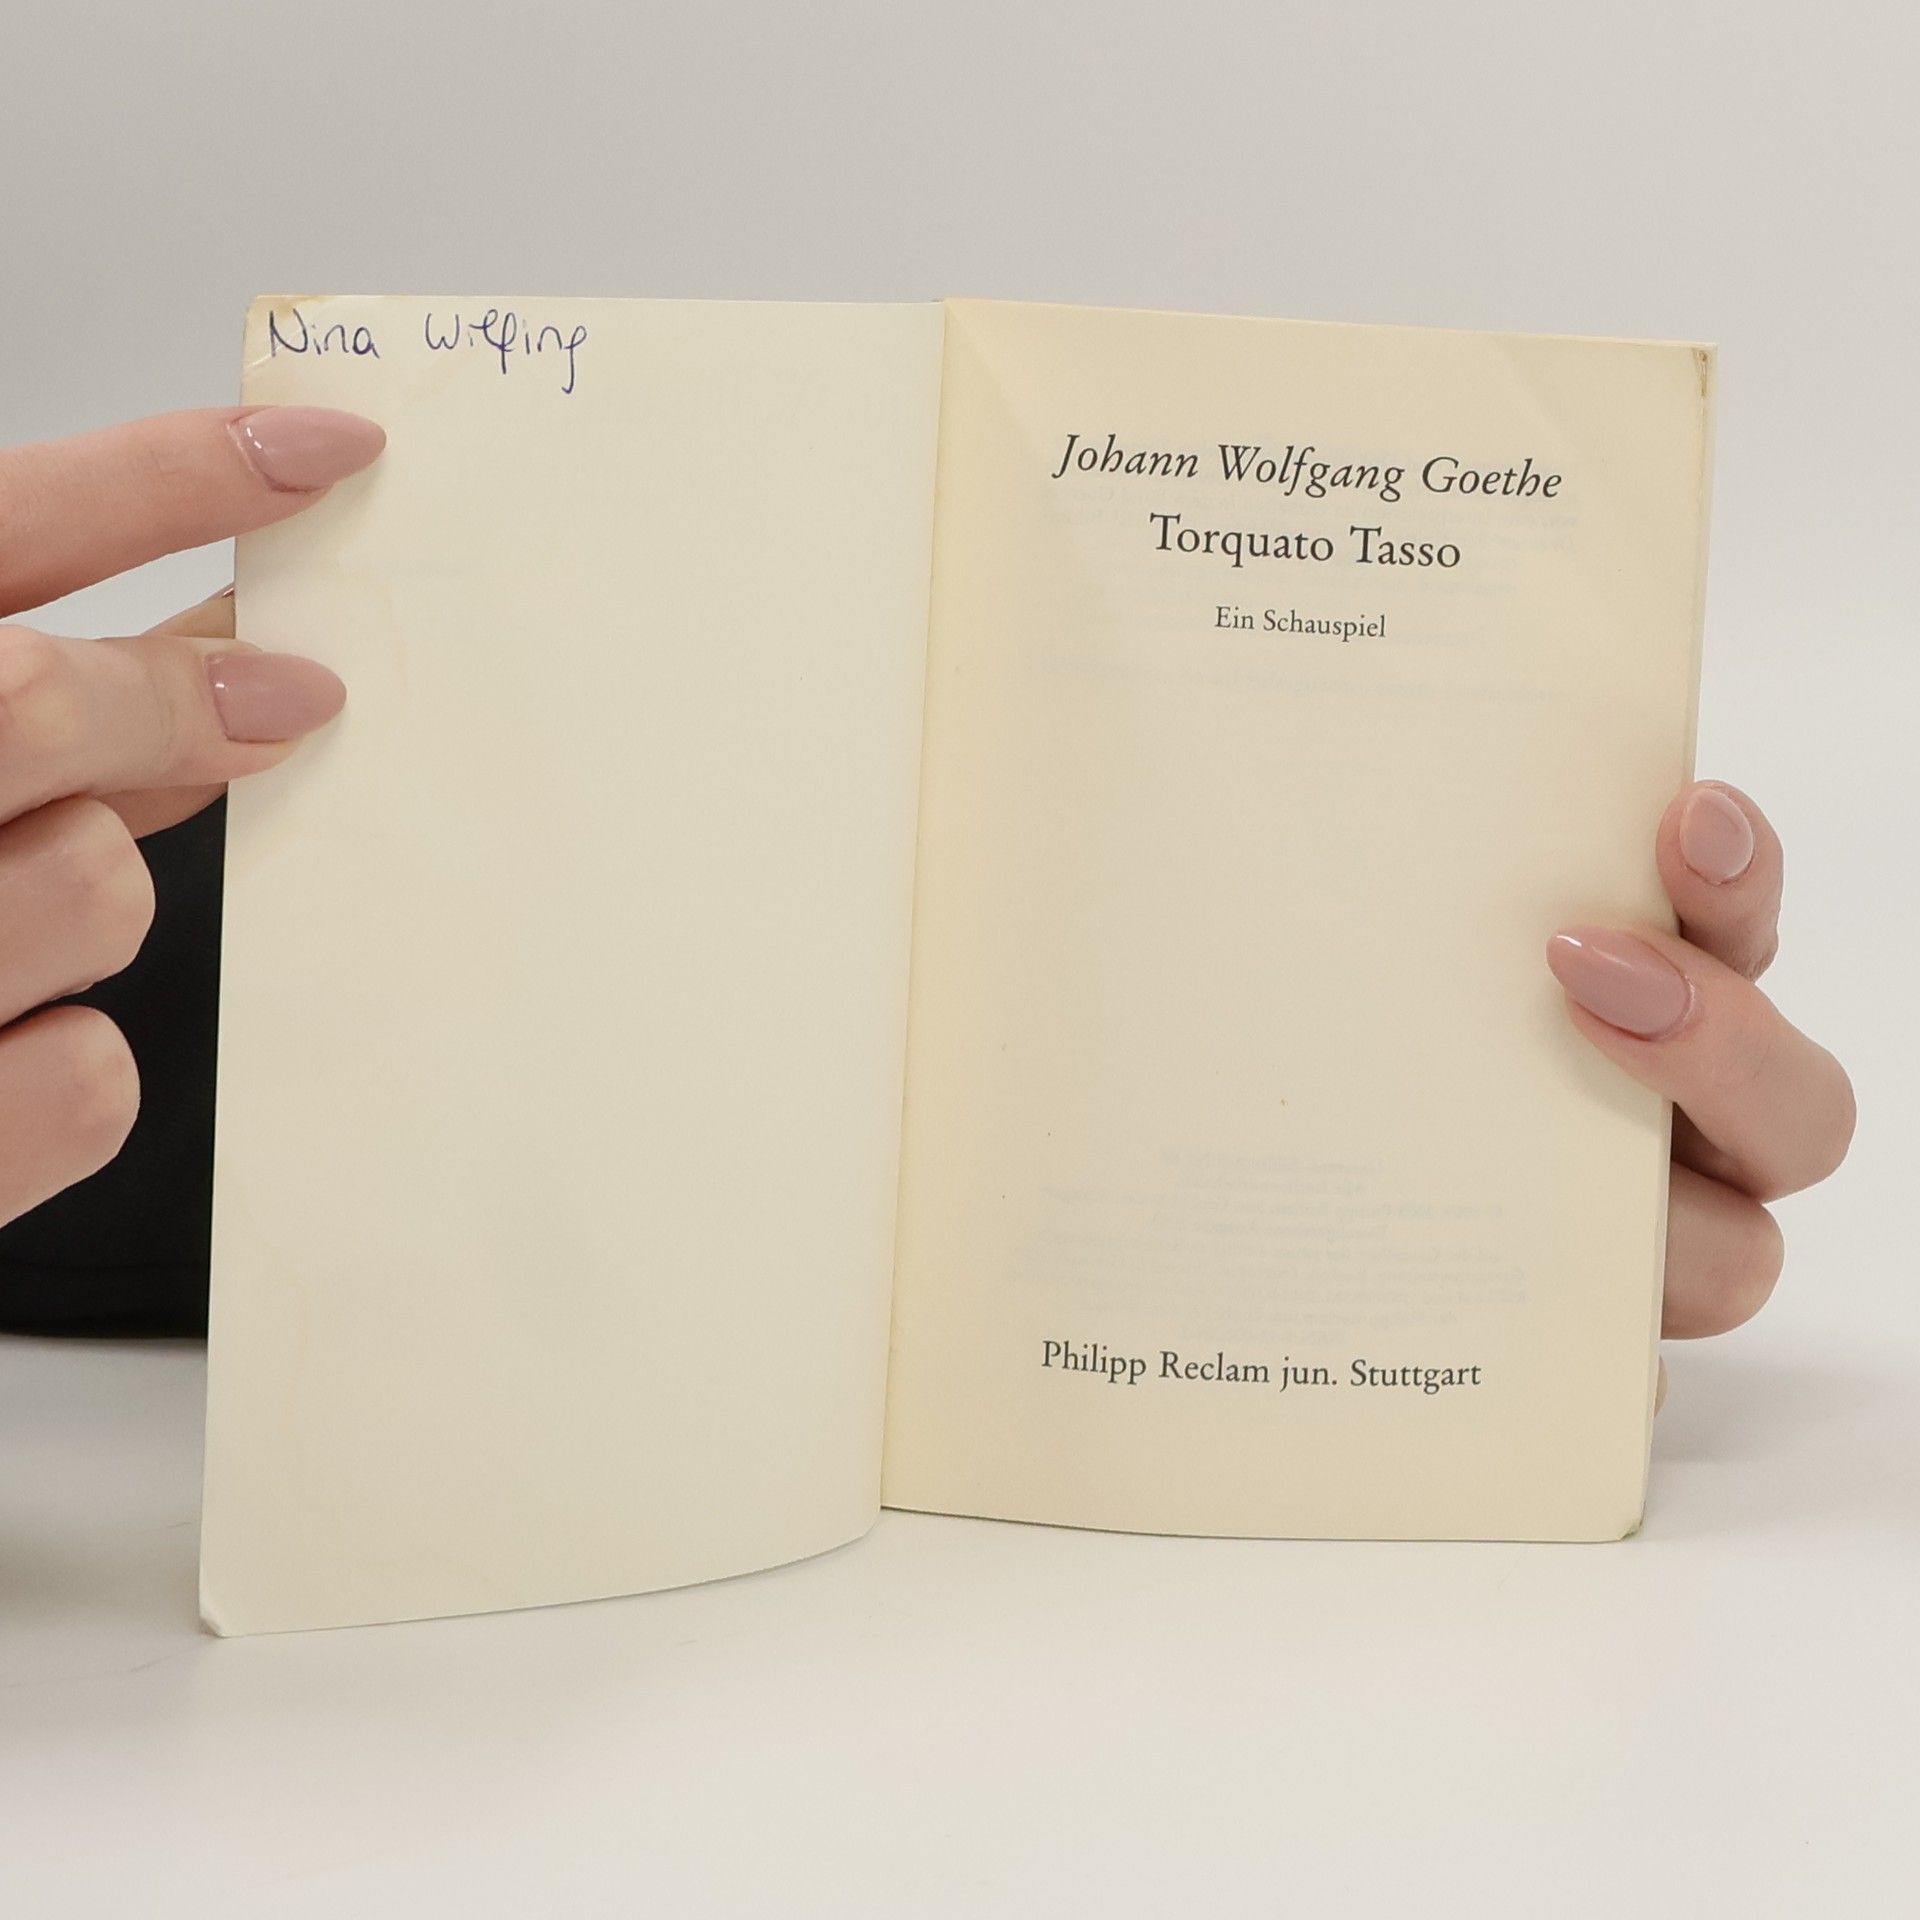 Nina Wilfing
Johann Wolfgang Goethe
Torquato Tasso
Ein Schauspiel
Philipp Reclam jun. Stuttgart